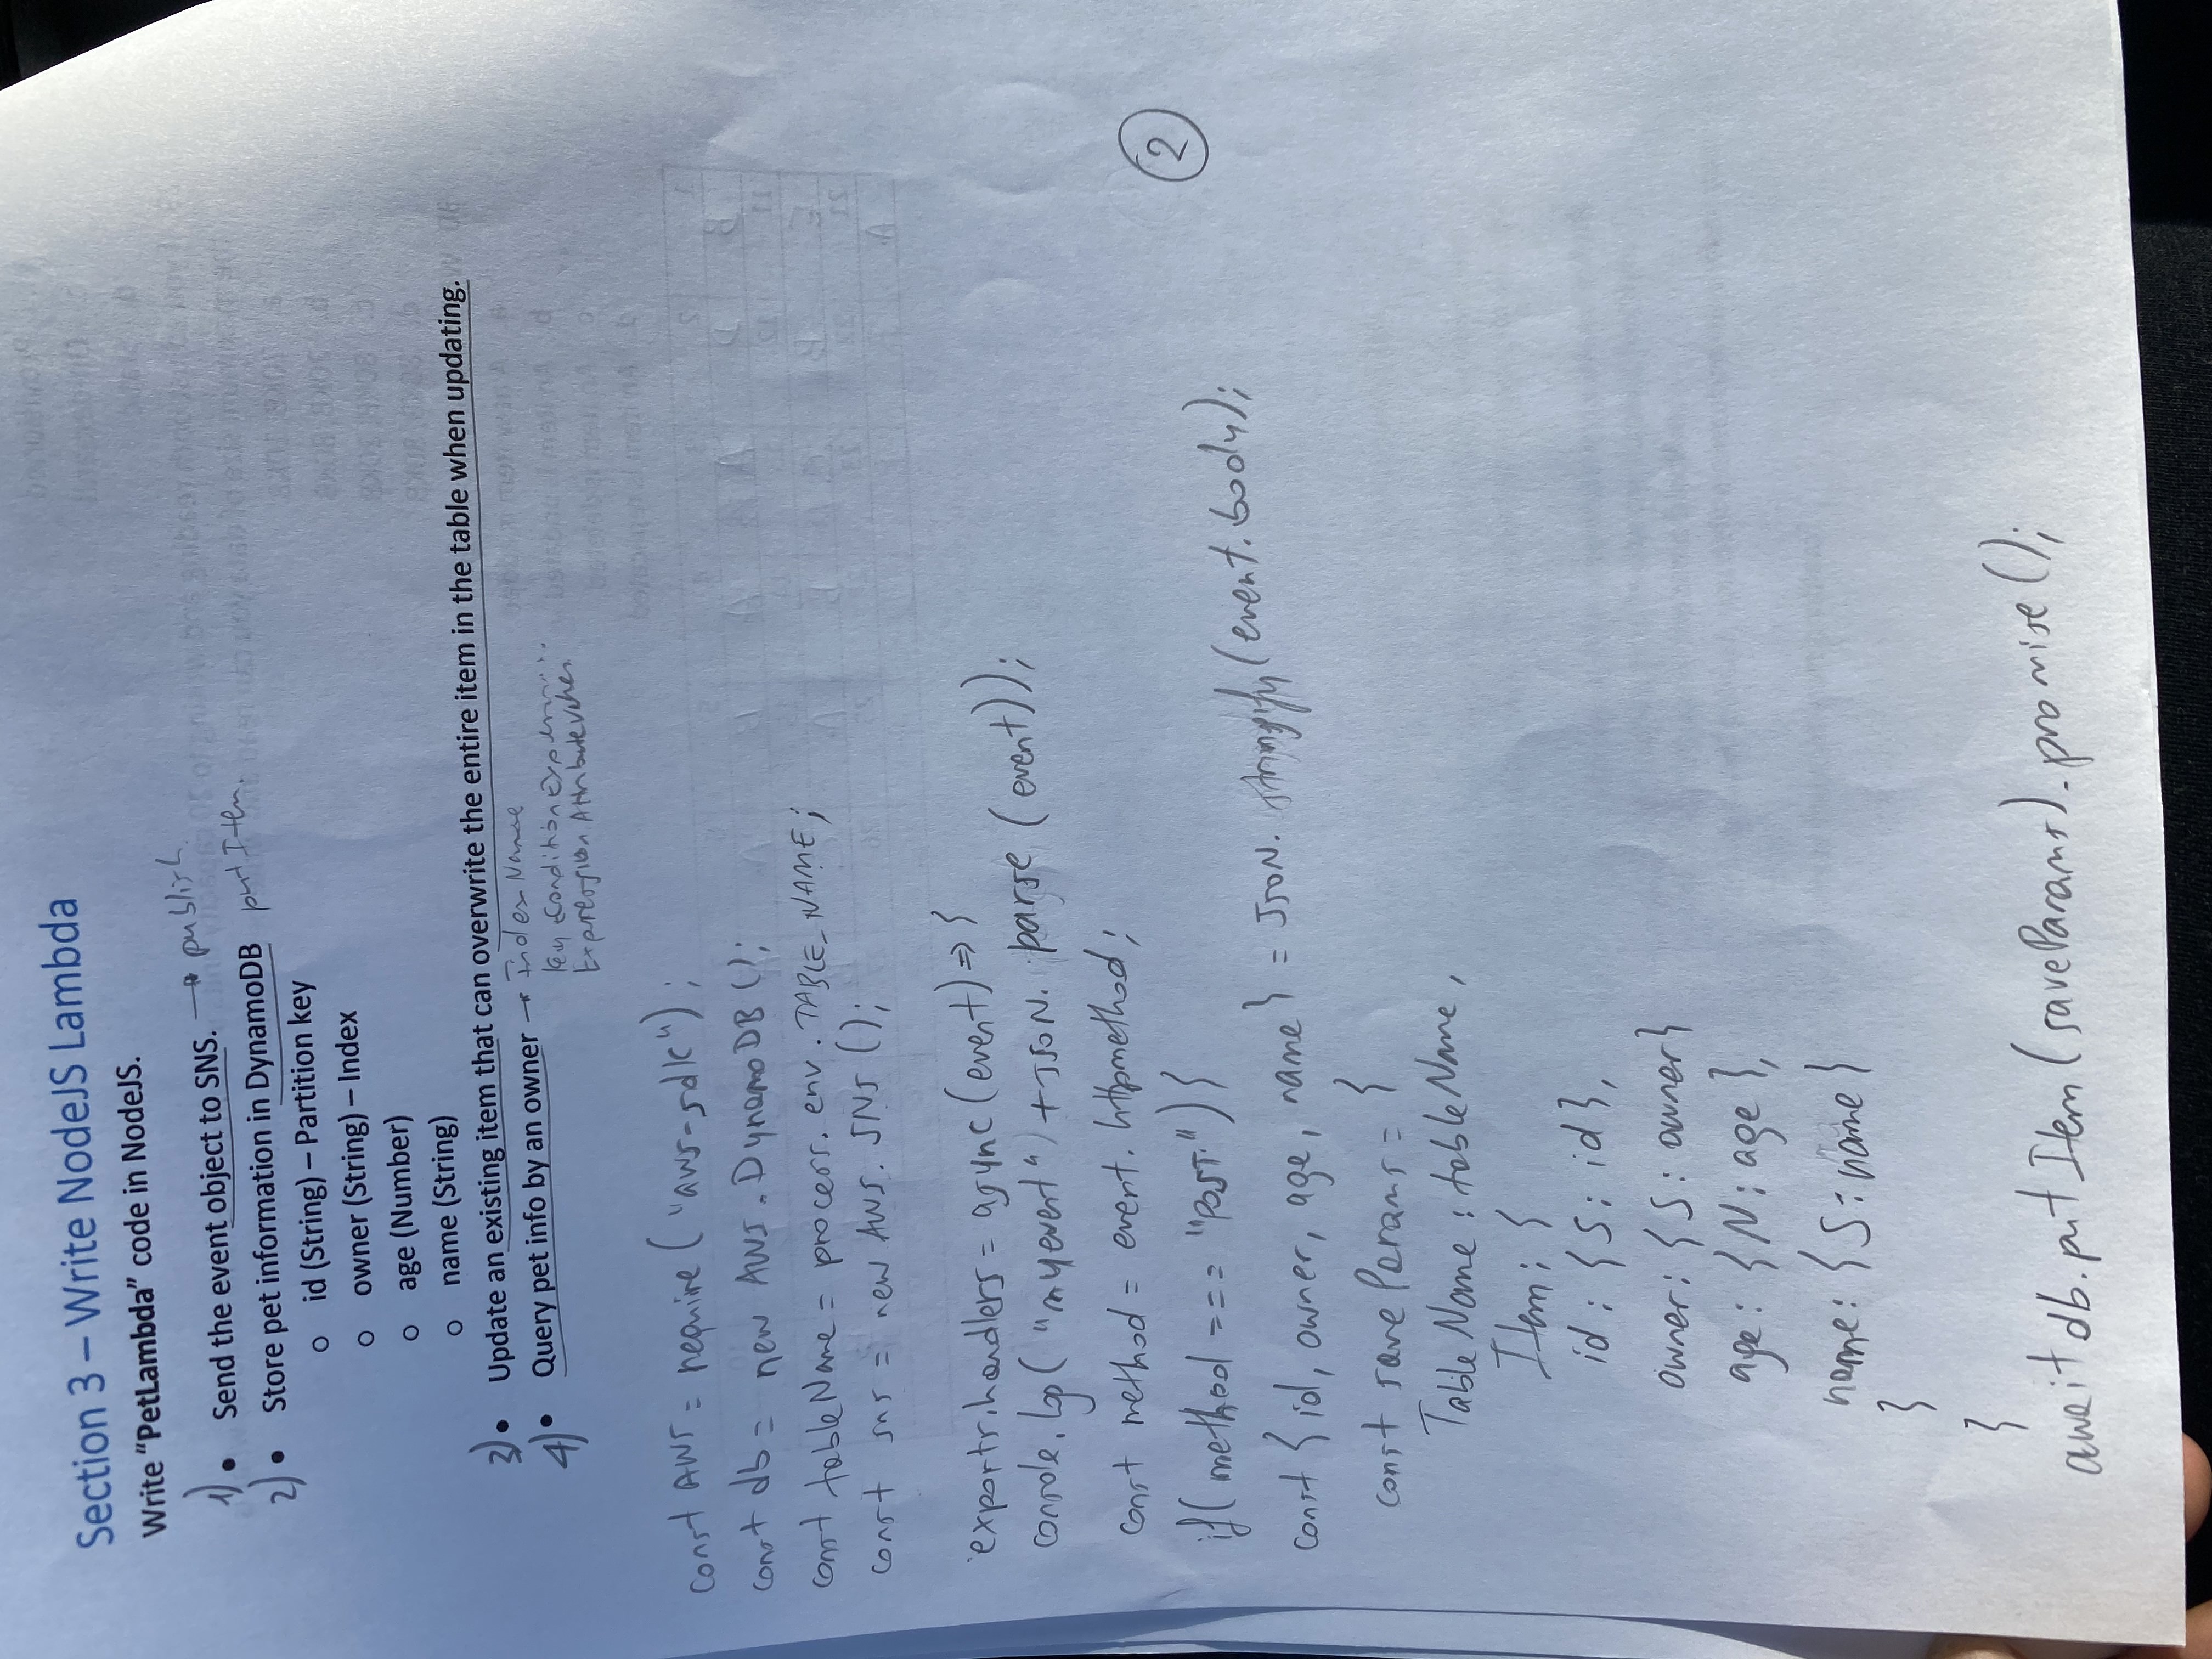 Section 3 – Write NodeJS Lambda
Write “PetLambda” code in NodeJS.
1) • Send the event object to SNS. → publish
2) • Store pet information in DynamoDB putItem.
o id (String) – Partition key
o owner (String) – Index
o age (Number)
o name (String)
3) • Update an existing item that can overwrite the entire item in the table when updating.
4) • Query pet info by an owner → IndexName
Key Condition
Expression Attribute
const AWS = require("aws-sdk");
const db = new AWS.DynamoDB();
const tableName = process.env.TABLE_NAME;
const sns = new AWS.SNS();
exports.handlers = async(event)=>{
console.log("myevent")+JSON.parse(event));
const method = event.httpmethod;
if(method === "POST"){
2
const {id, owner, age, name} = JSON.stringify(event.body);
const saveParams = {
TableName: tableName,
Item: {
id: {S: id},
owner: {S: owner}
age: {N: age},
name: {S: name}
}
}
await db.putItem(saveParams).promise();